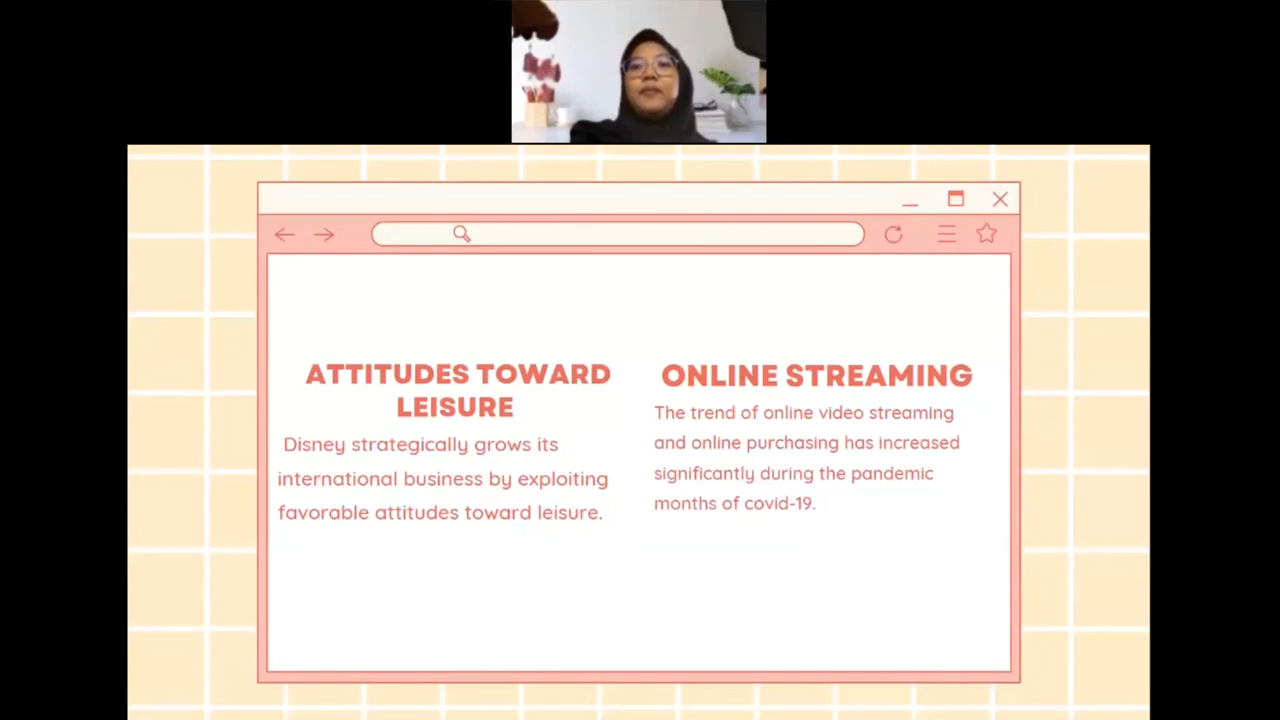 ATTITUDES TOWARD
LEISURE
Disney strategically grows its
international business by exploiting
favorable attitudes toward leisure.
ONLINE STREAMING
The trend of online video streaming
and online purchasing has increased
significantly during the pandemic
months of covid-19.